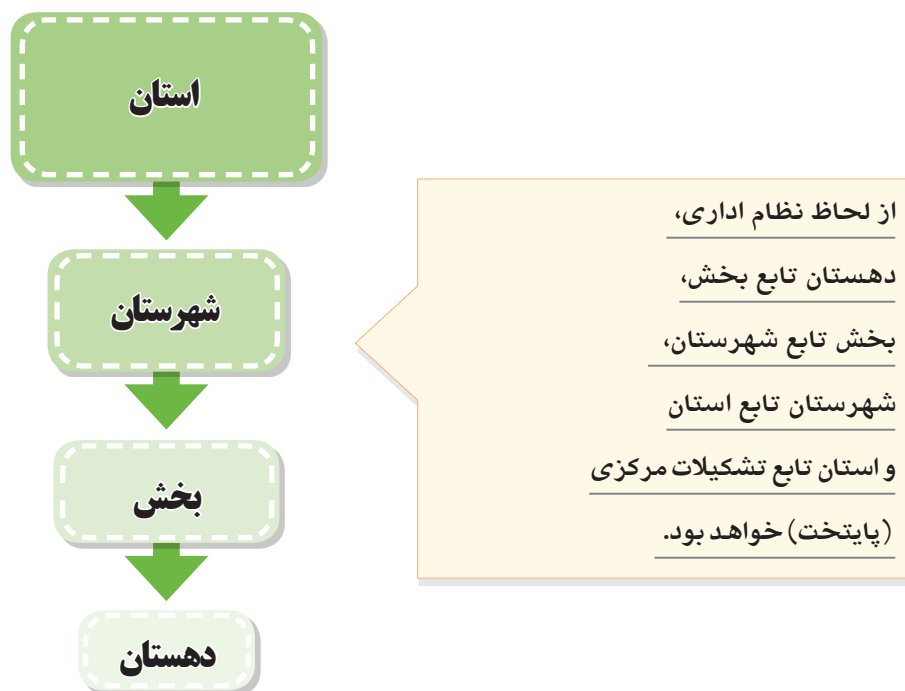 استان
شهرستان
بخش
دهستان
از لحاظ نظام اداری،
دهستان تابع بخش،
بخش تابع شهرستان،
شهرستان تابع استان
و استان تابع تشکیلات مرکزی
(پایتخت) خواهد بود.